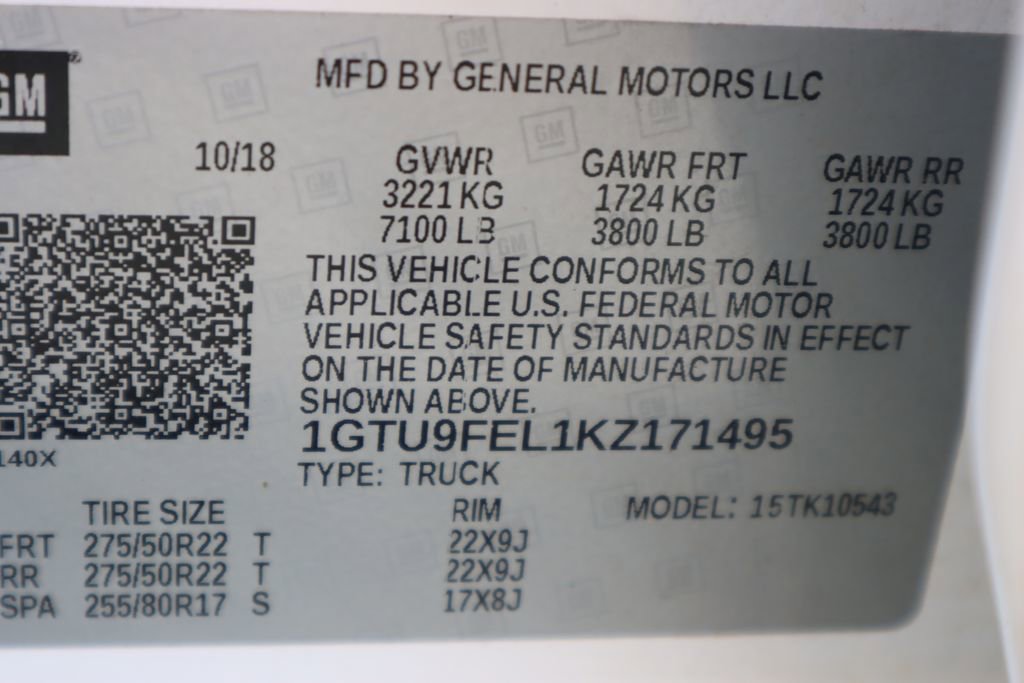 GM
MFD BY GENERAL MOTORS LLC
10/18 GVWR GAWR FRT GAWR RR
3221 KG 1724 KG 1724 KG
7100 LB 3800 LB 3800 LB
THIS VEHICLE CONFORMS TO ALL
APPLICABLE U.S. FEDERAL MOTOR
VEHICLE SAFETY STANDARDS IN EFFECT
ON THE DATE OF MANUFACTURE
SHOWN ABOVE.
1GTU9FEL1KZ171495
140X
TYPE: TRUCK
TIRE SIZE RIM MODEL: 15TK10543
FRT 275/50R22 T 22X9J
RR 275/50R22 T 22X9J
SPA 255/80R17 S 17X8J